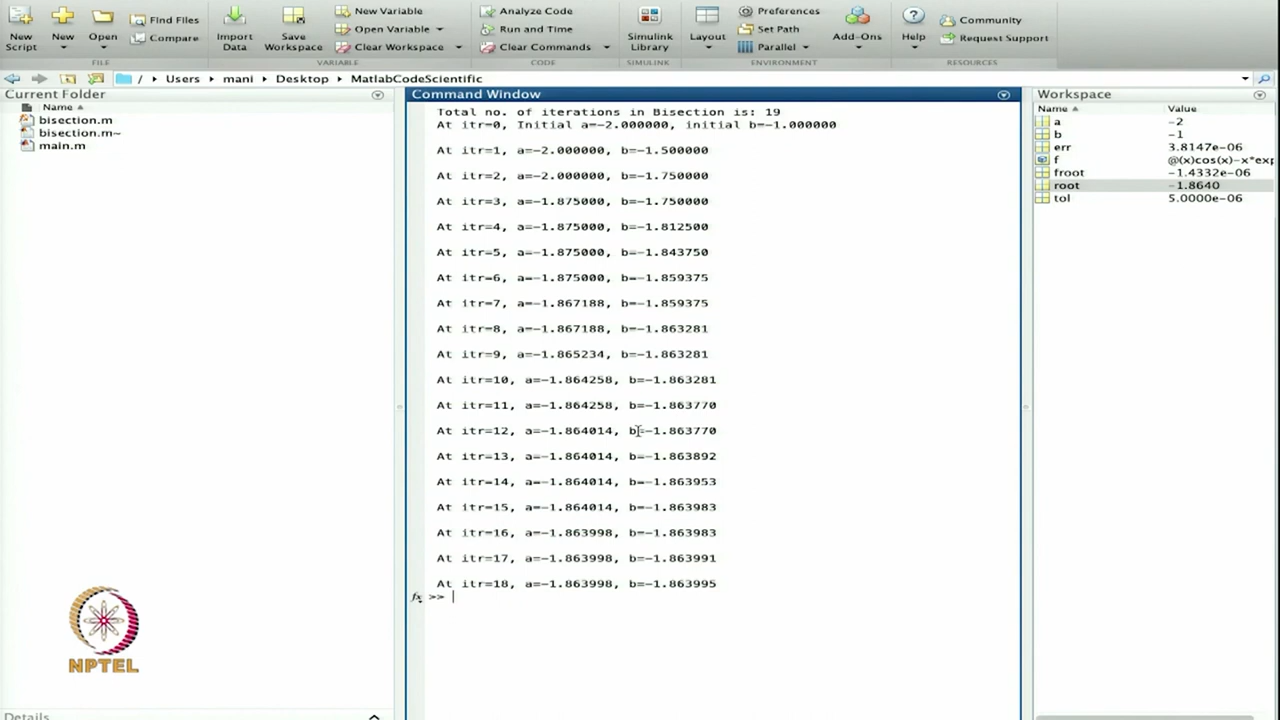 New Script
New
Open
Find Files
Compare
Import Data
Save Workspace
New Variable
Open Variable
Clear Workspace
Analyze Code
Run and Time
Clear Commands
Simulink Library
Layout
Preferences
Set Path
Parallel
Add-Ons
Help
Community
Request Support
FILE
VARIABLE
CODE
SIMULINK
ENVIRONMENT
RESOURCES
/ Users mani Desktop MatlabCodeScientific
Current Folder
Name
bisection.m
bisection.m~
main.m
Details
Command Window
Total no. of iterations in Bisection is: 19
At itr=0, Initial a=-2.000000, initial b=-1.000000
At itr=1, a=-2.000000, b=-1.500000
At itr=2, a=-2.000000, b=-1.750000
At itr=3, a=-1.875000, b=-1.750000
At itr=4, a=-1.875000, b=-1.812500
At itr=5, a=-1.875000, b=-1.843750
At itr=6, a=-1.875000, b=-1.859375
At itr=7, a=-1.867188, b=-1.859375
At itr=8, a=-1.867188, b=-1.863281
At itr=9, a=-1.865234, b=-1.863281
At itr=10, a=-1.864258, b=-1.863281
At itr=11, a=-1.864258, b=-1.863770
At itr=12, a=-1.864014, b=-1.863770
At itr=13, a=-1.864014, b=-1.863892
At itr=14, a=-1.864014, b=-1.863953
At itr=15, a=-1.864014, b=-1.863983
At itr=16, a=-1.863998, b=-1.863983
At itr=17, a=-1.863998, b=-1.863991
At itr=18, a=-1.863998, b=-1.863995
fx >>
Workspace
Name Value
a -2
b -1
err 3.8147e-06
f @(x)cos(x)-x*exp
froot -1.4332e-06
root -1.8640
tol 5.0000e-06
NPTEL